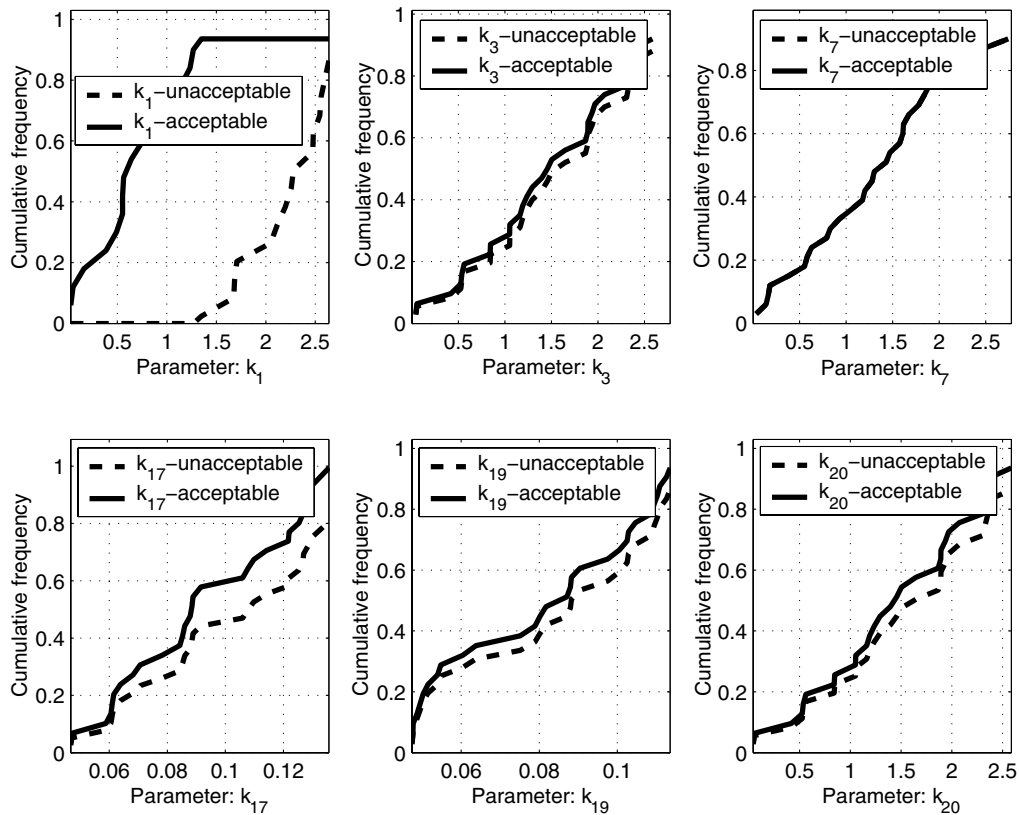 Cumulative frequency
1
0.8
0.6
0.4
0.2
0
k1-unacceptable
k1-acceptable
0.5 1 1.5 2 2.5
Parameter: k1
Cumulative frequency
1
0.8
0.6
0.4
0.2
0
k3-unacceptable
k3-acceptable
0.5 1 1.5 2 2.5
Parameter: k3
Cumulative frequency
1
0.8
0.6
0.4
0.2
0
k7-unacceptable
k7-acceptable
0.5 1 1.5 2 2.5
Parameter: k7
Cumulative frequency
1
0.8
0.6
0.4
0.2
0
k17-unacceptable
k17-acceptable
0.06 0.08 0.1 0.12
Parameter: k17
Cumulative frequency
1
0.8
0.6
0.4
0.2
0
k19-unacceptable
k19-acceptable
0.06 0.08 0.1
Parameter: k19
Cumulative frequency
1
0.8
0.6
0.4
0.2
0
k20-unacceptable
k20-acceptable
0.5 1 1.5 2 2.5
Parameter: k20